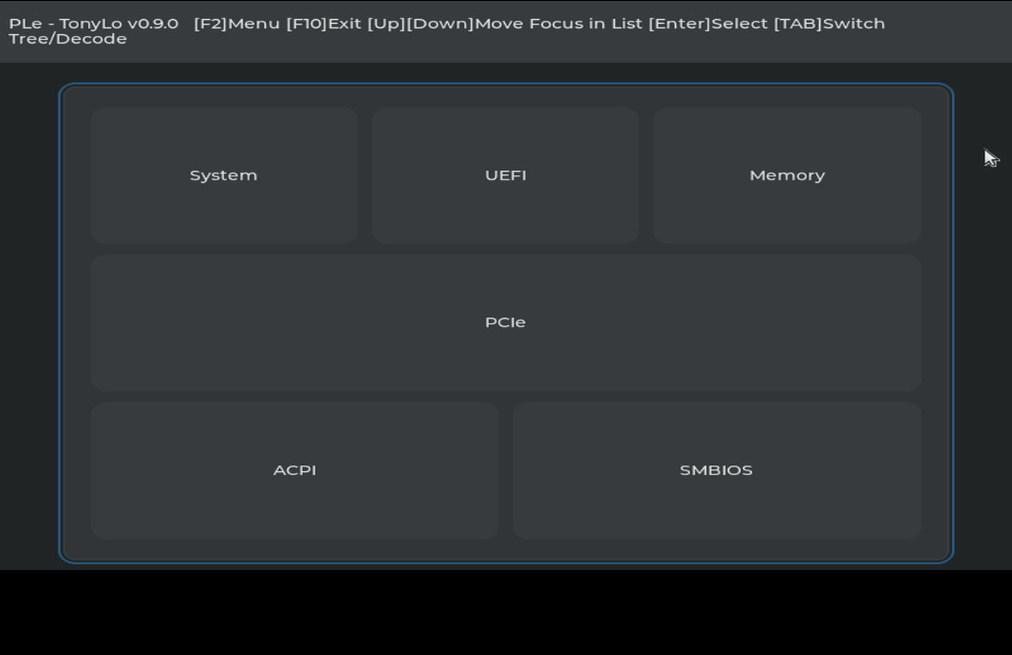 PLe - TonyLo v0.9.0 [F2]Menu [F10]Exit [Up][Down]Move Focus in List [Enter]Select [TAB]Switch
Tree/Decode
System
UEFI
Memory
PCIe
ACPI
SMBIOS